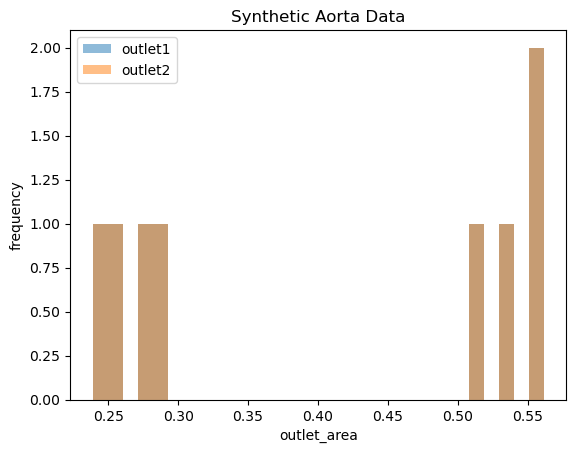 Synthetic Aorta Data
outlet1
outlet2
frequency
2.00
1.75
1.50
1.25
1.00
0.75
0.50
0.25
0.00
0.25 0.30 0.35 0.40 0.45 0.50 0.55
outlet_area